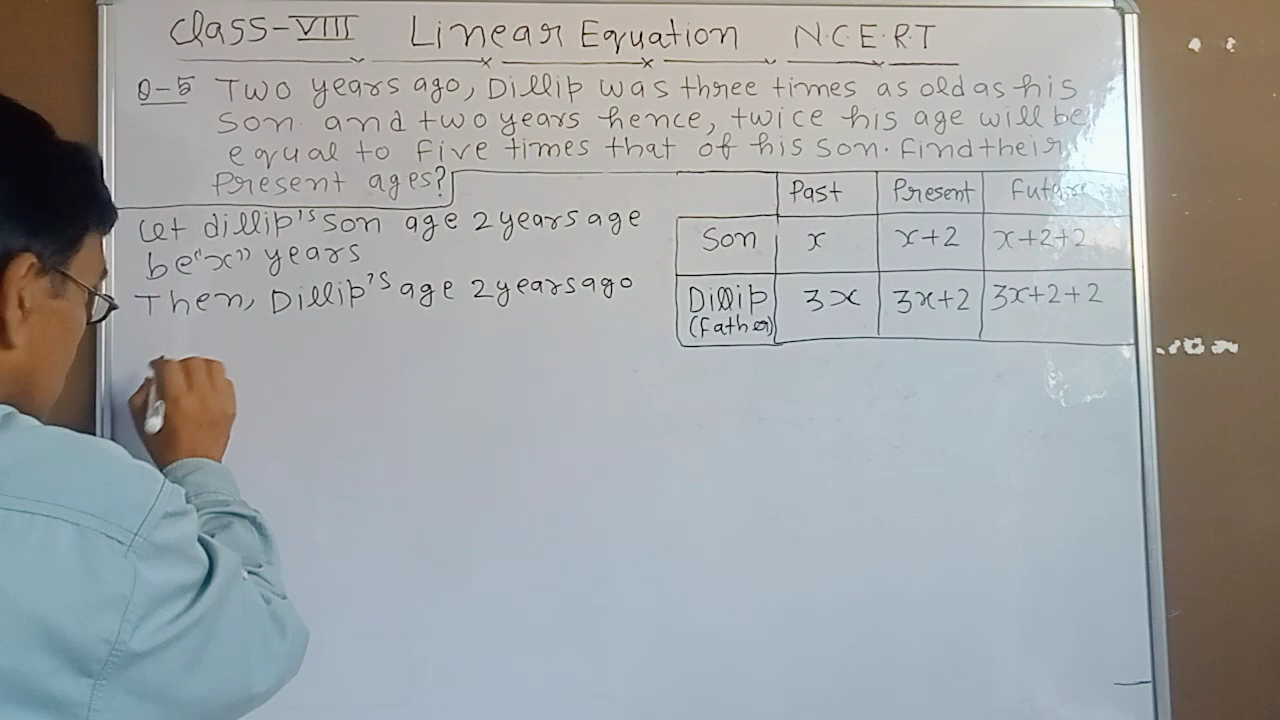 Class-VIII Linear Equation N.C.E.R.T
Q-5 Two years ago, Dillip was three times as old as his
son and two years hence, twice his age will be
equal to five times that of his son. Find their
Present ages?
Let dillip's son age 2 years age
be "x" years
Then, Dillip's age 2 years ago
Past Present Future
Son x x+2 x+2+2
Dillip 3x 3x+2 3x+2+2
(Father)